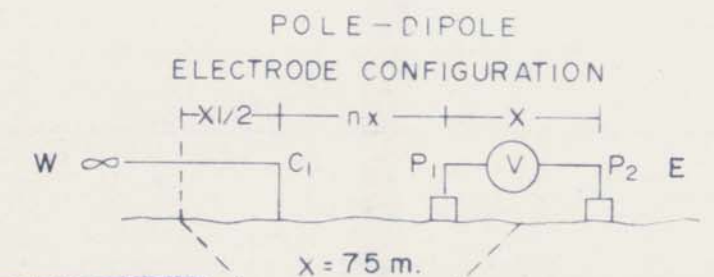 POLE-DIPOLE
ELECTRODE CONFIGURATION
X1/2 nx X
W ∞ C1 P1 V P2 E
X = 75 m.